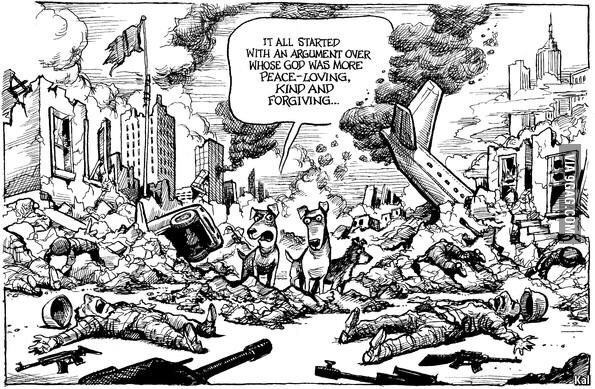 IT ALL STARTED
WITH AN ARGUMENT OVER
WHOSE GOD WAS MORE
PEACE-LOVING,
KIND AND
FORGIVING...
VIA 9GAG.COM
Kal